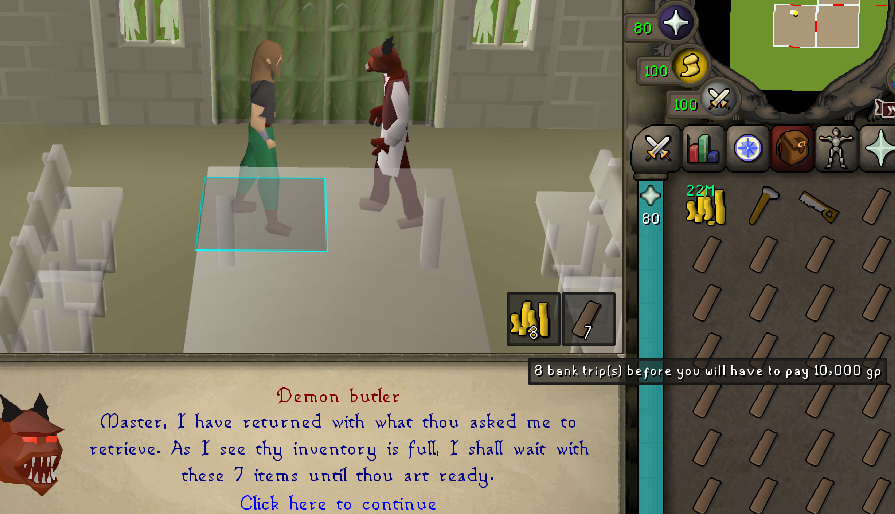 80
100
100
22M
80
8
7
8 bank trip(s) before you will have to pay 10,000 gp
Demon butler
Master, I have returned with what thou asked me to
retrieve. As I see thy inventory is full, I shall wait with
these 7 items until thou art ready.
Click here to continue